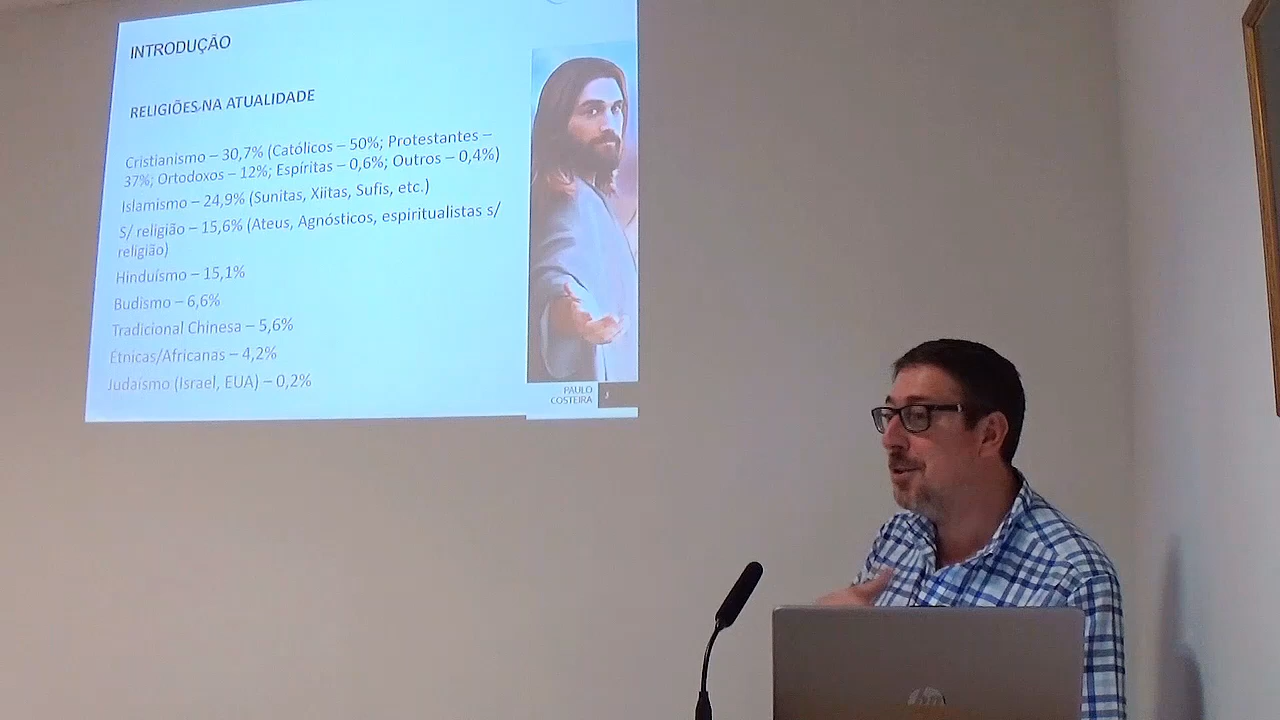 INTRODUÇÃO
RELIGIÕES NA ATUALIDADE
Cristianismo – 30,7% (Católicos – 50%; Protestantes –
37%; Ortodoxos – 12%; Espíritas – 0,6%; Outros – 0,4%)
Islamismo – 24,9% (Sunitas, Xiitas, Sufis, etc.)
S/ religião – 15,6% (Ateus, Agnósticos, espiritualistas s/
religião)
Hinduísmo – 15,1%
Budismo – 6,6%
Tradicional Chinesa – 5,6%
Étnicas/Africanas – 4,2%
Judaísmo (Israel, EUA) – 0,2%
PAULO
COSTEIRA
3
hp